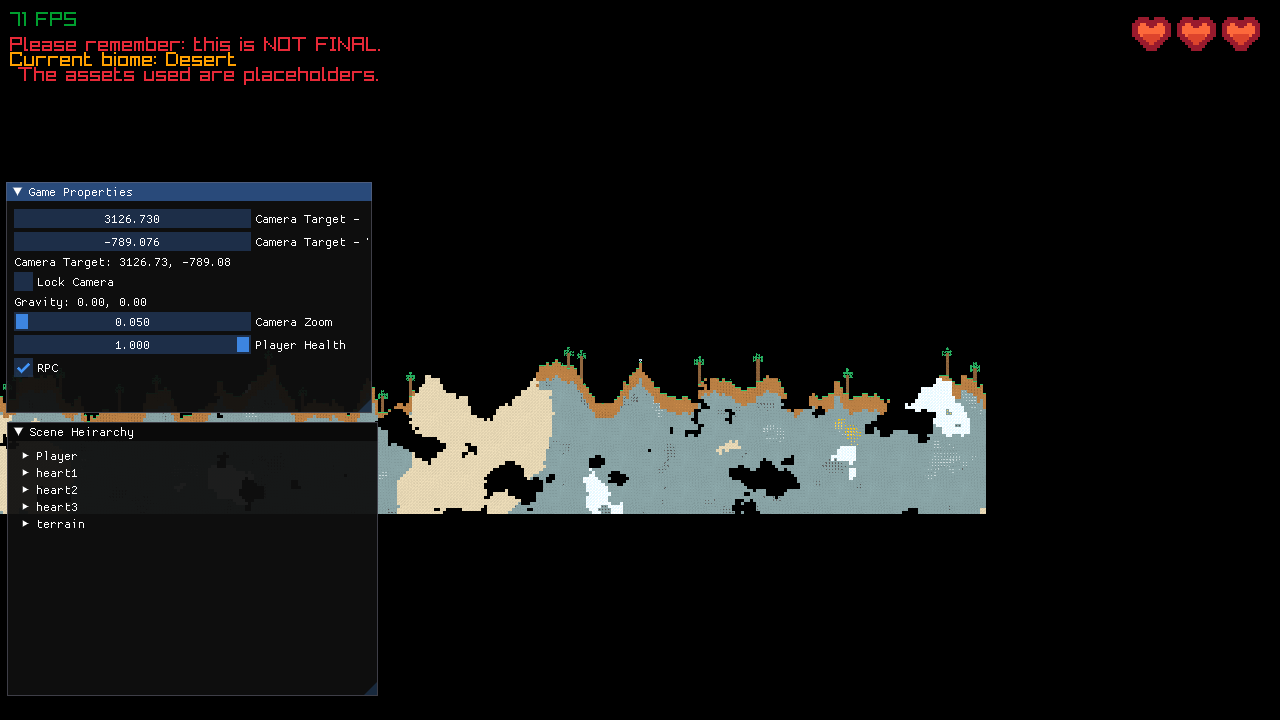 71 FPS
Please remember: this is NOT FINAL.
Current biome: Desert
The assets used are placeholders.
Game Properties
3126.730 Camera Target -
-789.076 Camera Target -
Camera Target: 3126.73, -789.08
Lock Camera
Gravity: 0.00, 0.00
0.050 Camera Zoom
1.000 Player Health
RPC
Scene Heirarchy
Player
heart1
heart2
heart3
terrain